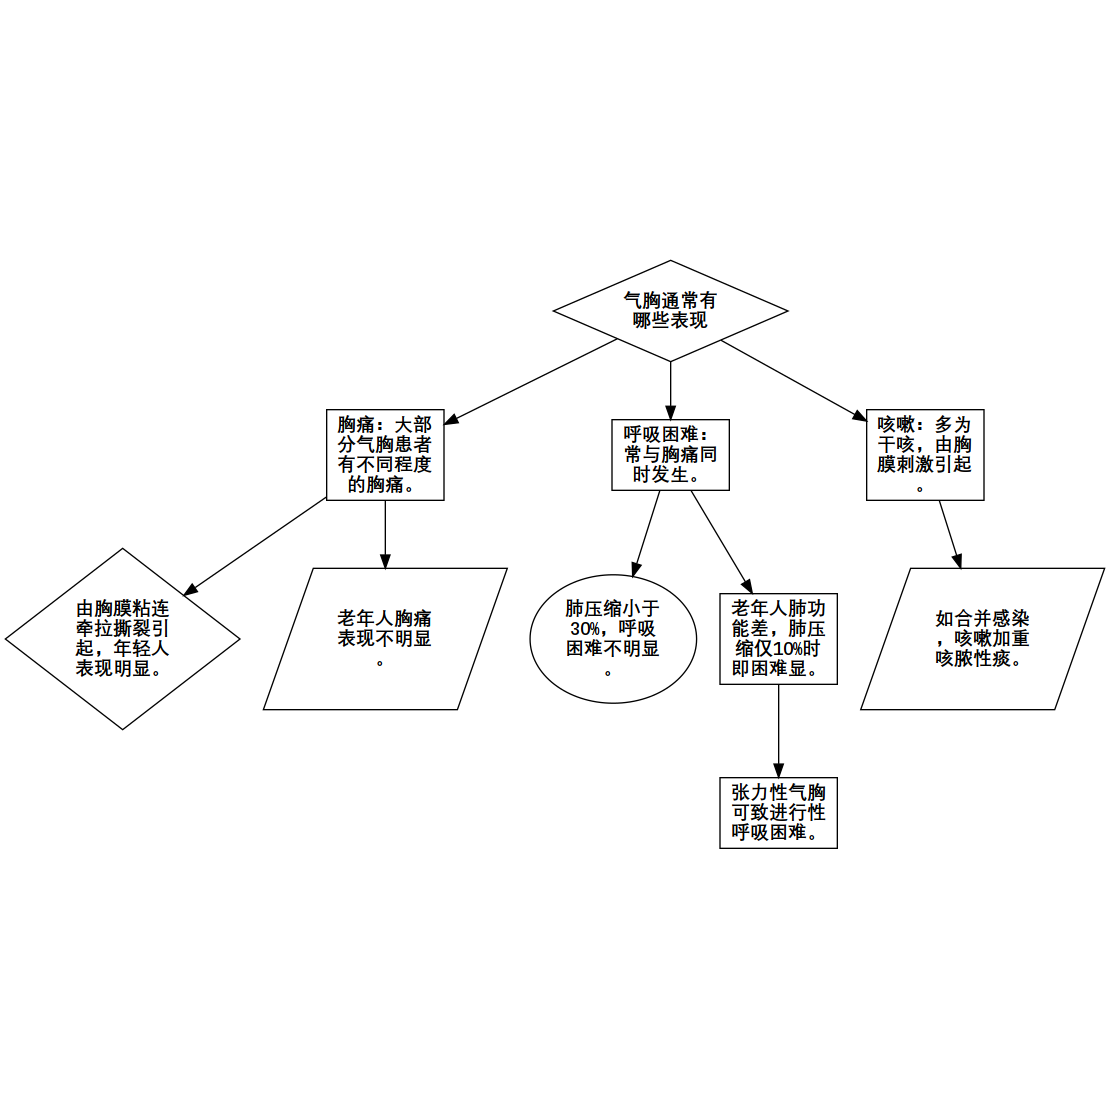 气胸通常有
哪些表现
胸痛：大部
分气胸患者
有不同程度
的胸痛。
呼吸困难：
常与胸痛同
时发生。
咳嗽：多为
干咳，由胸
膜刺激引起
。
由胸膜粘连
牵拉撕裂引
起，年轻人
表现明显。
老年人胸痛
表现不明显
。
肺压缩小于
30%，呼吸
困难不明显
。
老年人肺功
能差，肺压
缩仅10%时
即困难显。
如合并感染
，咳嗽加重
咳脓性痰。
张力性气胸
可致进行性
呼吸困难。